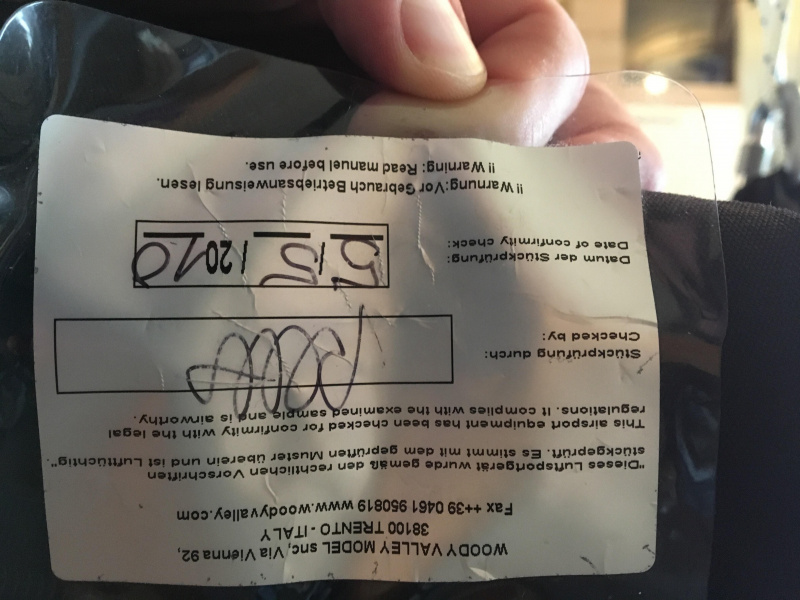 WOODY VALLEY MODEL snc, Via Vienna 92,
38100 TRENTO - ITALY
Fax ++39 0461 950819 www.woodyvalley.com
"Dieses Luftsportgerät wurde gemäß den rechtlichen Vorschriften
stückgeprüft. Es stimmt mit dem geprüften Muster überein und ist Lufttüchtig".
This airsport equipment has been checked for confirmity with the legal
regulations. It complies with the examined sample and is airworthy.
Stückprüfung durch:
Checked by:
Datum der Stückprüfung: 5 / 5 / 2010
Date of confirmity check:
!! Warnung: Vor Gebrauch Betriebsanweisung lesen.
!! Warning: Read manuel before use.